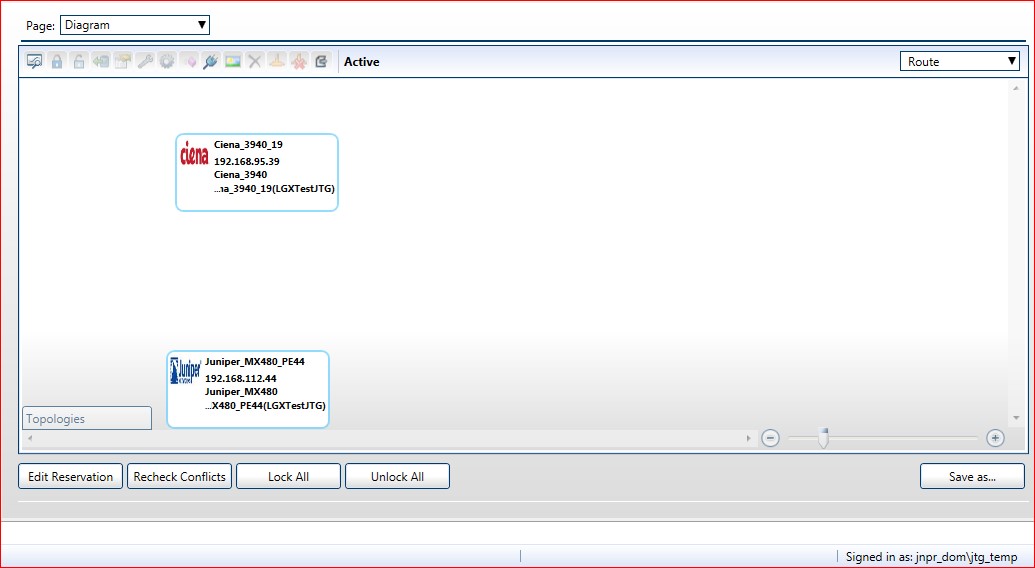 Page: Diagram
Active
Route
ciena
Ciena_3940_19
192.168.95.39
Ciena_3940
...ıa_3940_19(LGXTestJTG)
Juniper
Juniper_MX480_PE44
192.168.112.44
Juniper_MX480
...X480_PE44(LGXTestJTG)
Topologies
Edit Reservation
Recheck Conflicts
Lock All
Unlock All
Save as...
Signed in as: jnpr_dom\jtg_temp